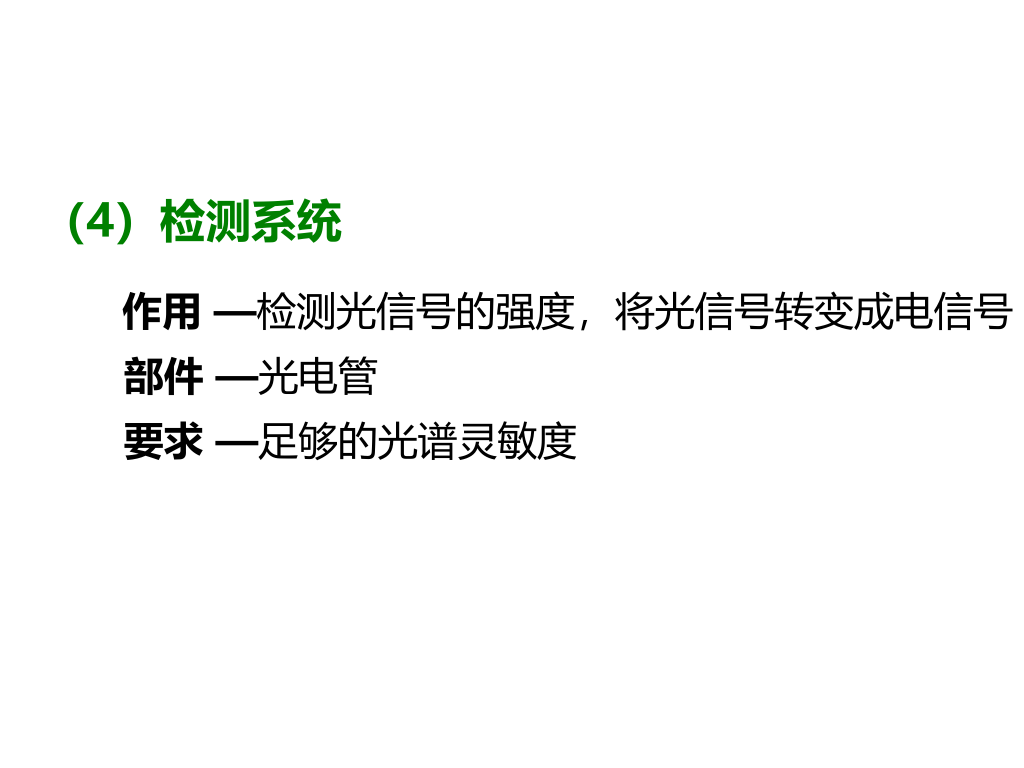 （4）检测系统
作用 —检测光信号的强度，将光信号转变成电信号
部件 —光电管
要求 —足够的光谱灵敏度